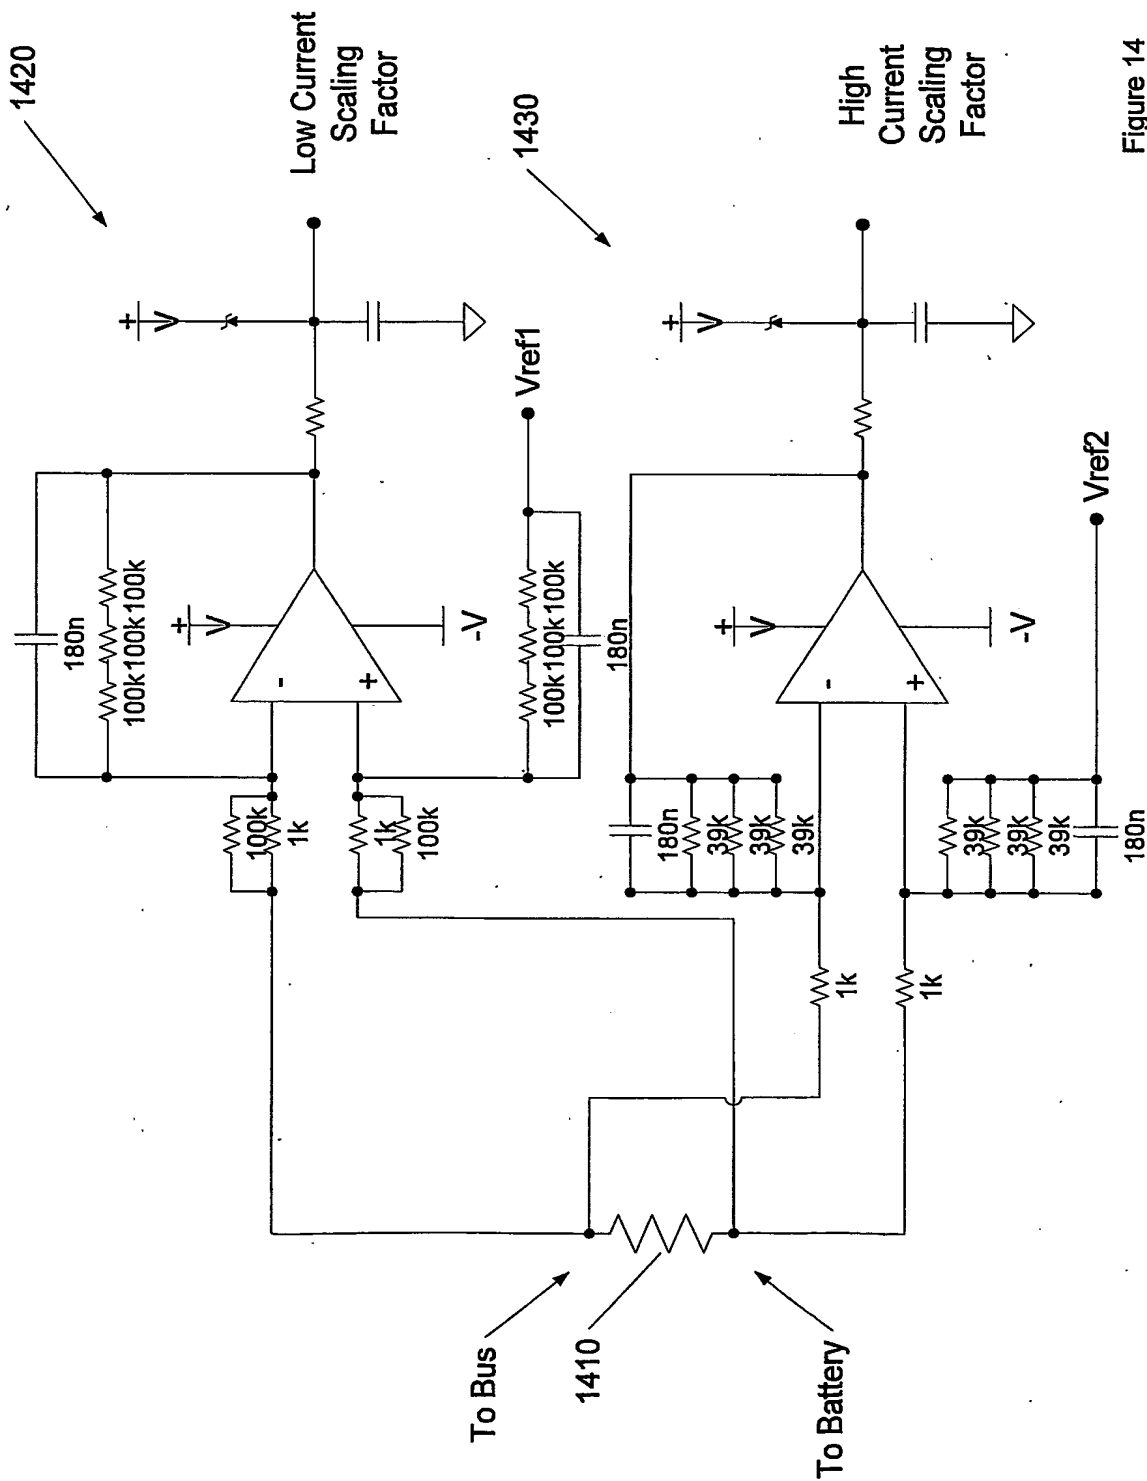 1420
Low Current
Scaling
Factor
+
V
180n
100k100k100k
+
V
-
+
-V
100k
1k
1k
100k
100k100k100k
180n
Vref1
1430
High
Current
Scaling
Factor
+
V
+
V
-
+
-V
180n
39k
39k
39k
1k
1k
39k
39k
39k
180n
Vref2
To Bus
1410
To Battery
Figure 14